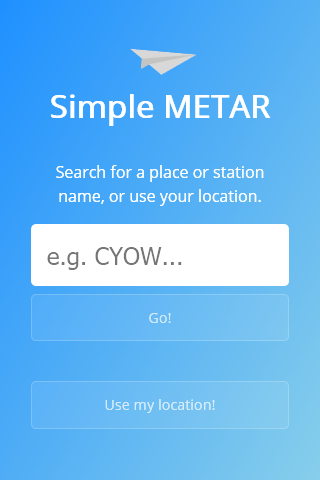 Simple METAR
Search for a place or station
name, or use your location.
e.g. CYOW...
Go!
Use my location!